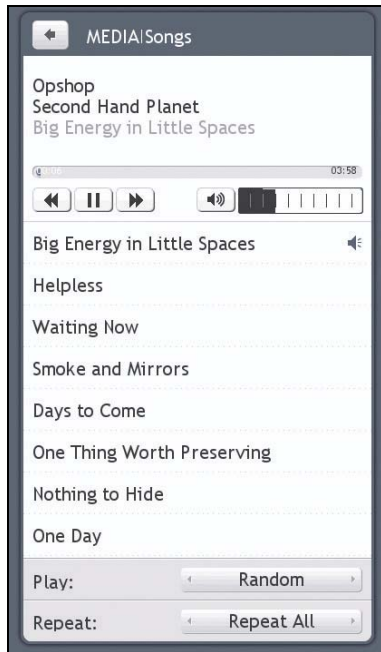 MEDIA|Songs
Opshop
Second Hand Planet
Big Energy in Little Spaces
0:06 03:58
Big Energy in Little Spaces
Helpless
Waiting Now
Smoke and Mirrors
Days to Come
One Thing Worth Preserving
Nothing to Hide
One Day
Play: Random
Repeat: Repeat All